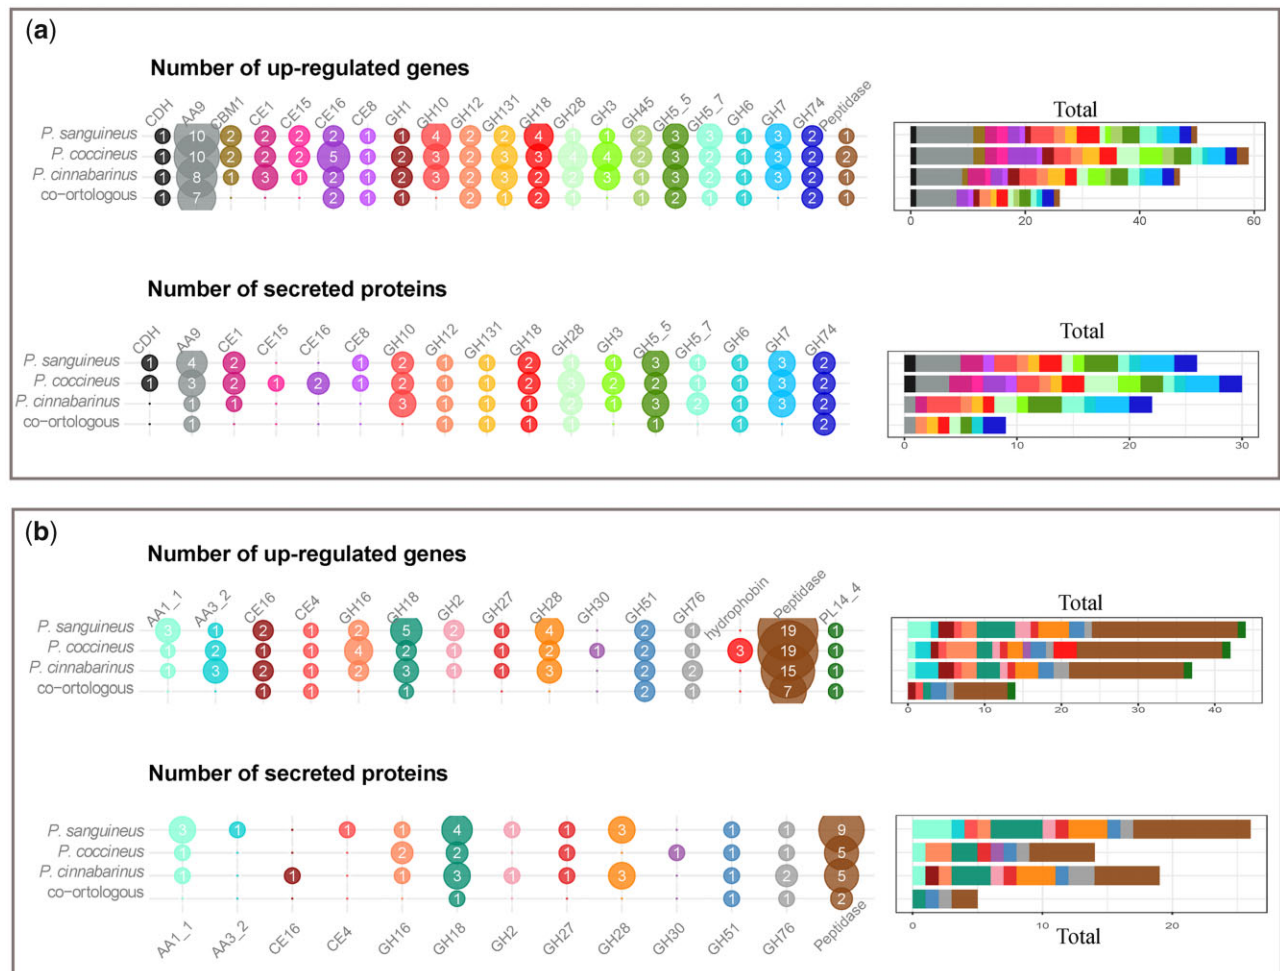 (a)
Number of up-regulated genes
CDH AA9 CBM1 CE1 CE15 CE16 CE8 GH1 GH10 GH12 GH131 GH18 GH28 GH3 GH45 GH5_5 GH5_7 GH6 GH7 GH74 Peptidase
Total
P. sanguineus 1 10 2 2 2 2 1 1 4 2 2 4 1 1 2 3 3 1 3 2 1
P. coccineus 1 10 2 2 2 5 1 2 3 2 3 3 4 4 2 3 2 1 3 2 2
P. cinnabarinus 1 8 1 3 1 2 1 2 3 2 3 2 2 3 1 3 2 1 3 2 1
co-ortologous 1 7 2 1 1 2 1 2 1 1 1 2 1 1 2 1
0 20 40 60
Number of secreted proteins
CDH AA9 CE1 CE15 CE16 CE8 GH10 GH12 GH131 GH18 GH28 GH3 GH5_5 GH5_7 GH6 GH7 GH74
Total
P. sanguineus 1 4 2 1 2 1 1 2 1 1 3 1 1 3 2
P. coccineus 1 3 2 1 2 1 2 1 1 2 3 2 2 1 1 3 2
P. cinnabarinus 1 1 3 1 1 1 2 1 3 2 1 3 2
co-ortologous 1 1 1 1 1 1 1 2
0 10 20 30
(b)
Number of up-regulated genes
AA1_1 AA3_2 CE16 CE4 GH16 GH18 GH2 GH27 GH28 GH30 GH51 GH76 hydrophobin Peptidase PL14_4
Total
P. sanguineus 3 1 2 1 2 5 2 1 4 2 1 19 1
P. coccineus 1 2 1 1 4 2 1 1 2 1 2 1 3 19 1
P. cinnabarinus 1 3 2 1 2 3 1 1 3 2 2 15 1
co-ortologous 1 1 1 2 1 7 1
0 10 20 30 40
Number of secreted proteins
P. sanguineus 3 1 1 1 4 1 1 3 1 1 9
P. coccineus 1 2 2 1 1 1 1 5
P. cinnabarinus 1 1 1 3 1 1 3 1 2 5
co-ortologous 1 1 1 2
AA1_1 AA3_2 CE16 CE4 GH16 GH18 GH2 GH27 GH28 GH30 GH51 GH76 Peptidase
0 10 20
Total